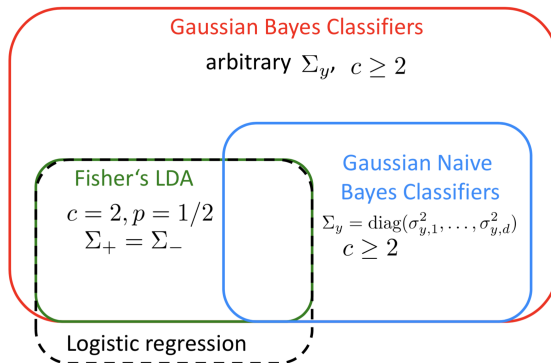 Gaussian Bayes Classifiers
arbitrary Σ_y, c ≥ 2
Fisher's LDA
c = 2, p = 1/2
Σ_+ = Σ_-
Gaussian Naive
Bayes Classifiers
Σ_y = diag(σ²_{y,1}, . . . , σ²_{y,d})
c ≥ 2
Logistic regression